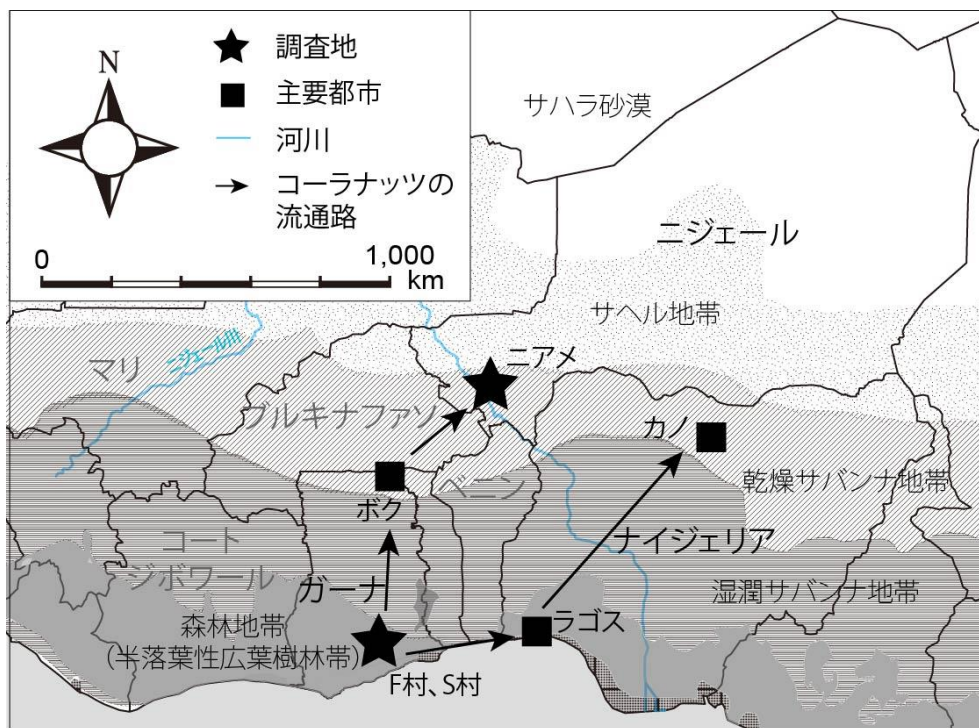 N
調査地
主要都市
河川
コーラナッツの
流通路
0
1,000
km
サハラ砂漠
ニジェール
サヘル地帯
ニアメ
マリ
ニジェール川
ブルキナファソ
カノ
乾燥サバンナ地帯
ベニン
ボク
コート
ジボワール
ナイジェリア
ガーナ
湿潤サバンナ地帯
森林地帯
(半落葉性広葉樹林帯)
ラゴス
F村、S村